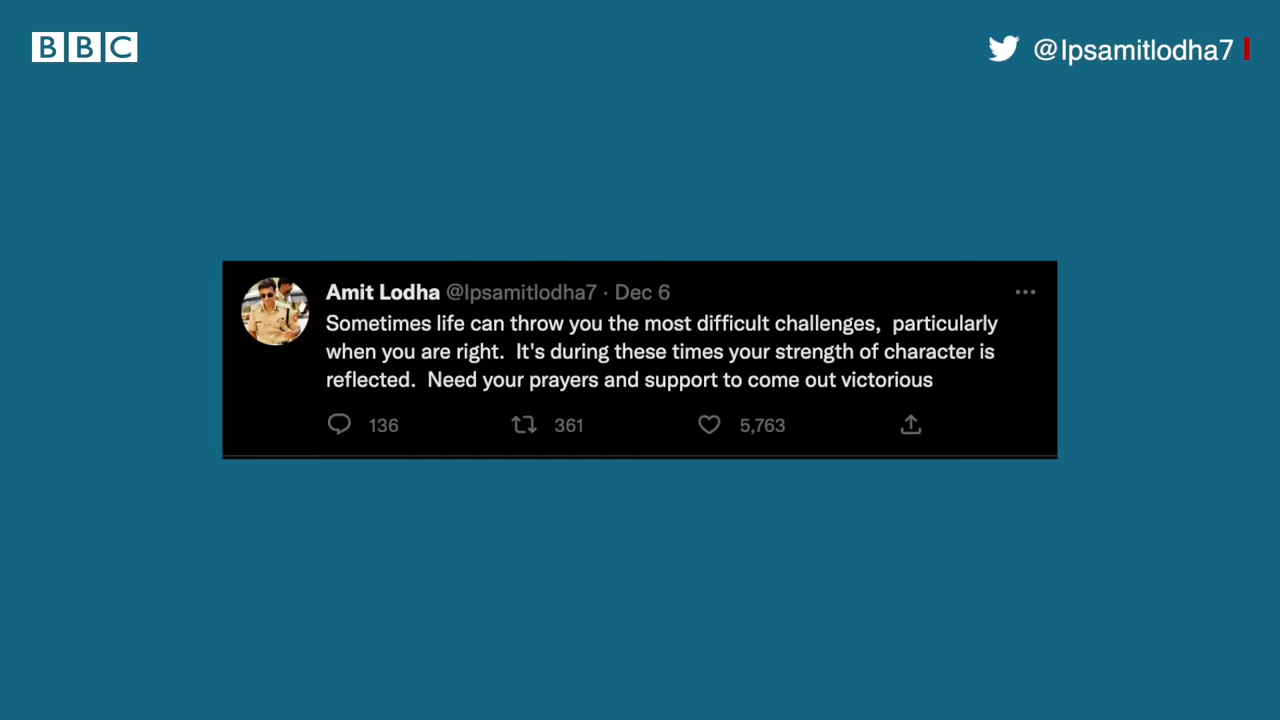 BBC
@Ipsamitlodha7
Amit Lodha @Ipsamitlodha7 · Dec 6
Sometimes life can throw you the most difficult challenges,  particularly
when you are right.  It's during these times your strength of character is
reflected.  Need your prayers and support to come out victorious
136 361 5,763